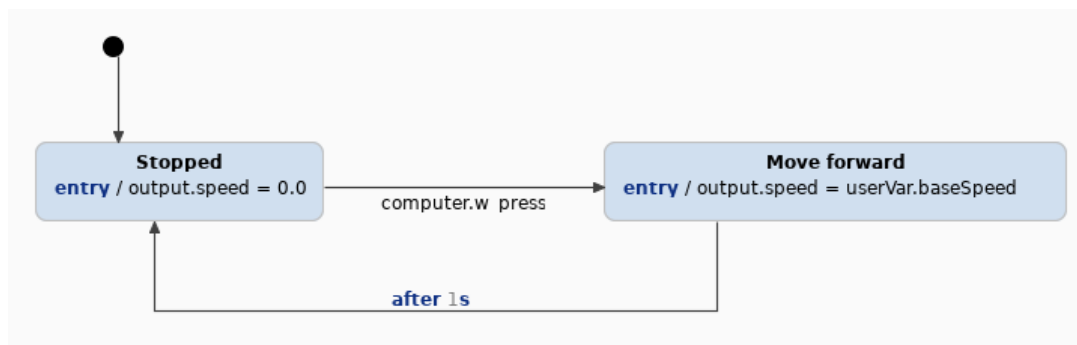 Stopped
entry / output.speed = 0.0
Move forward
entry / output.speed = userVar.baseSpeed
computer.w press
after 1s